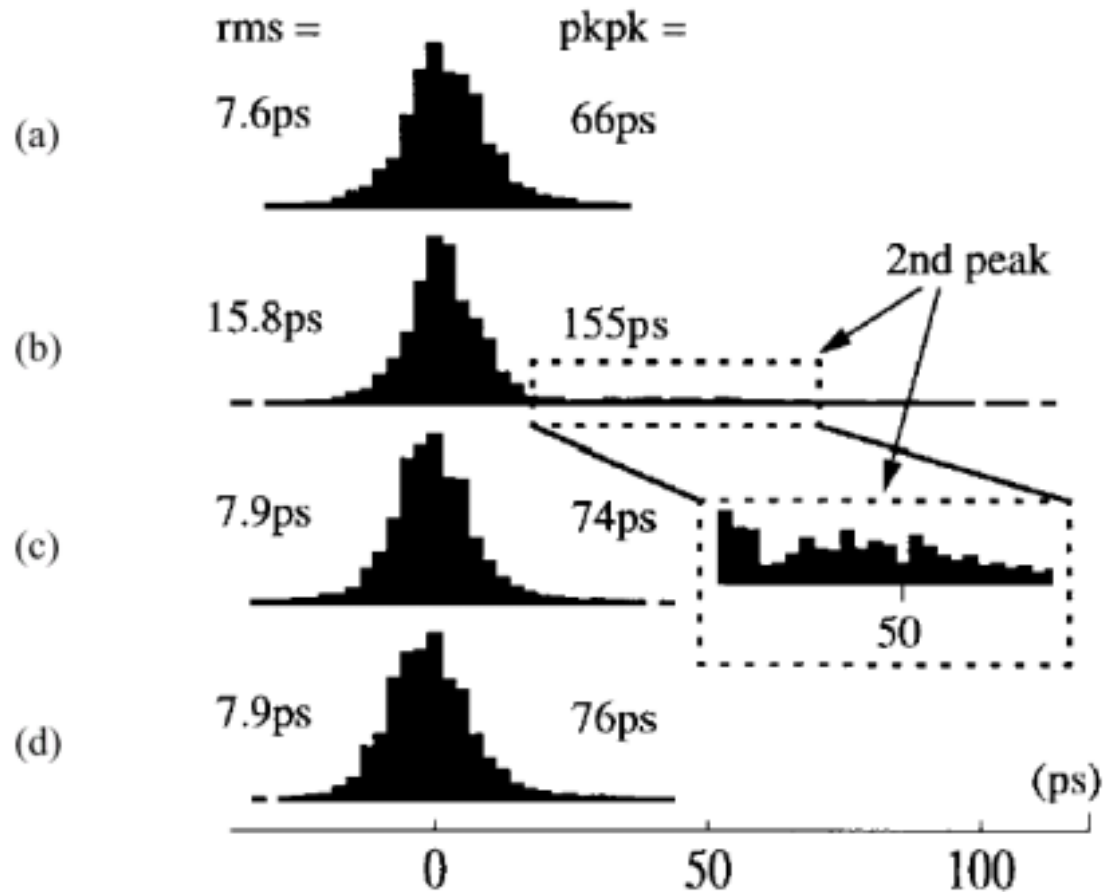 rms = pkpk =
(a) 7.6ps 66ps
2nd peak
(b) 15.8ps 155ps
(c) 7.9ps 74ps
50
(d) 7.9ps 76ps
(ps)
0 50 100